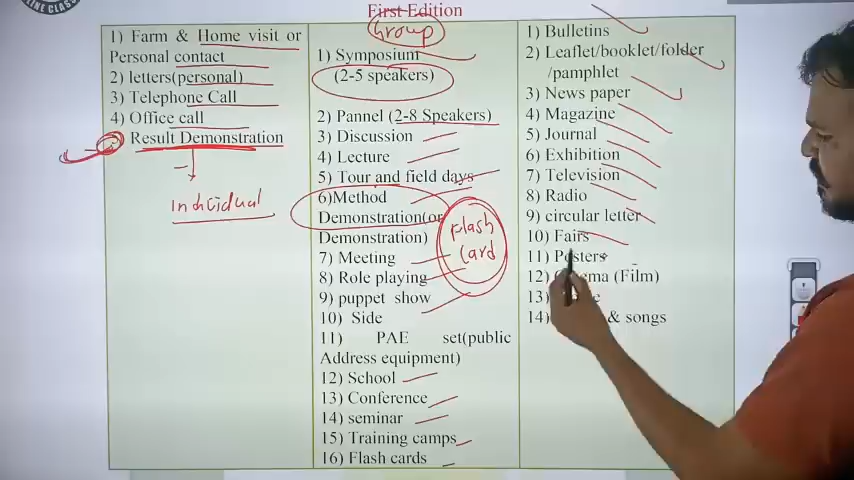 LINE CLASS
First Edition
Group
1) Farm & Home visit or
Personal contact
2) letters(personal)
3) Telephone Call
4) Office call
Result Demonstration
individual
1) Symposium
(2-5 speakers)
2) Pannel (2-8 Speakers)
3) Discussion
4) Lecture
5) Tour and field days
6)Method
Demonstration(or
Demonstration)
7) Meeting
8) Role playing
9) puppet show
10) Side
11) PAE set(public
Address equipment)
12) School
13) Conference
14) seminar
15) Training camps
16) Flash cards
Flash
Card
1) Bulletins
2) Leaflet/booklet/folder
/pamphlet
3) News paper
4) Magazine
5) Journal
6) Exhibition
7) Television
8) Radio
9) circular letter
10) Fairs
11) Posters
12) (Film)
13)
14) & songs